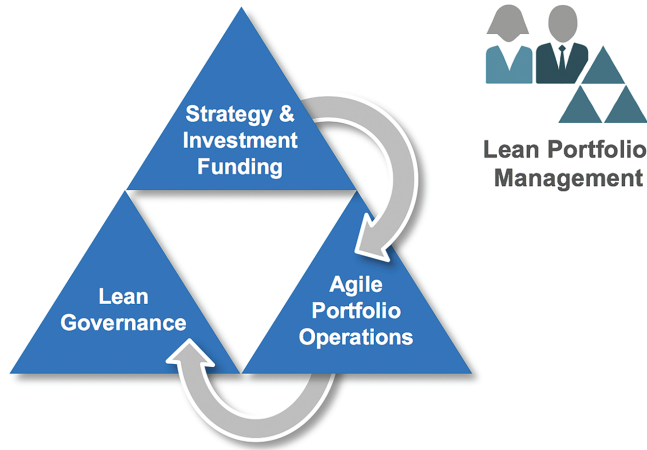 Strategy &
Investment
Funding
Lean Portfolio
Management
Lean
Governance
Agile
Portfolio
Operations